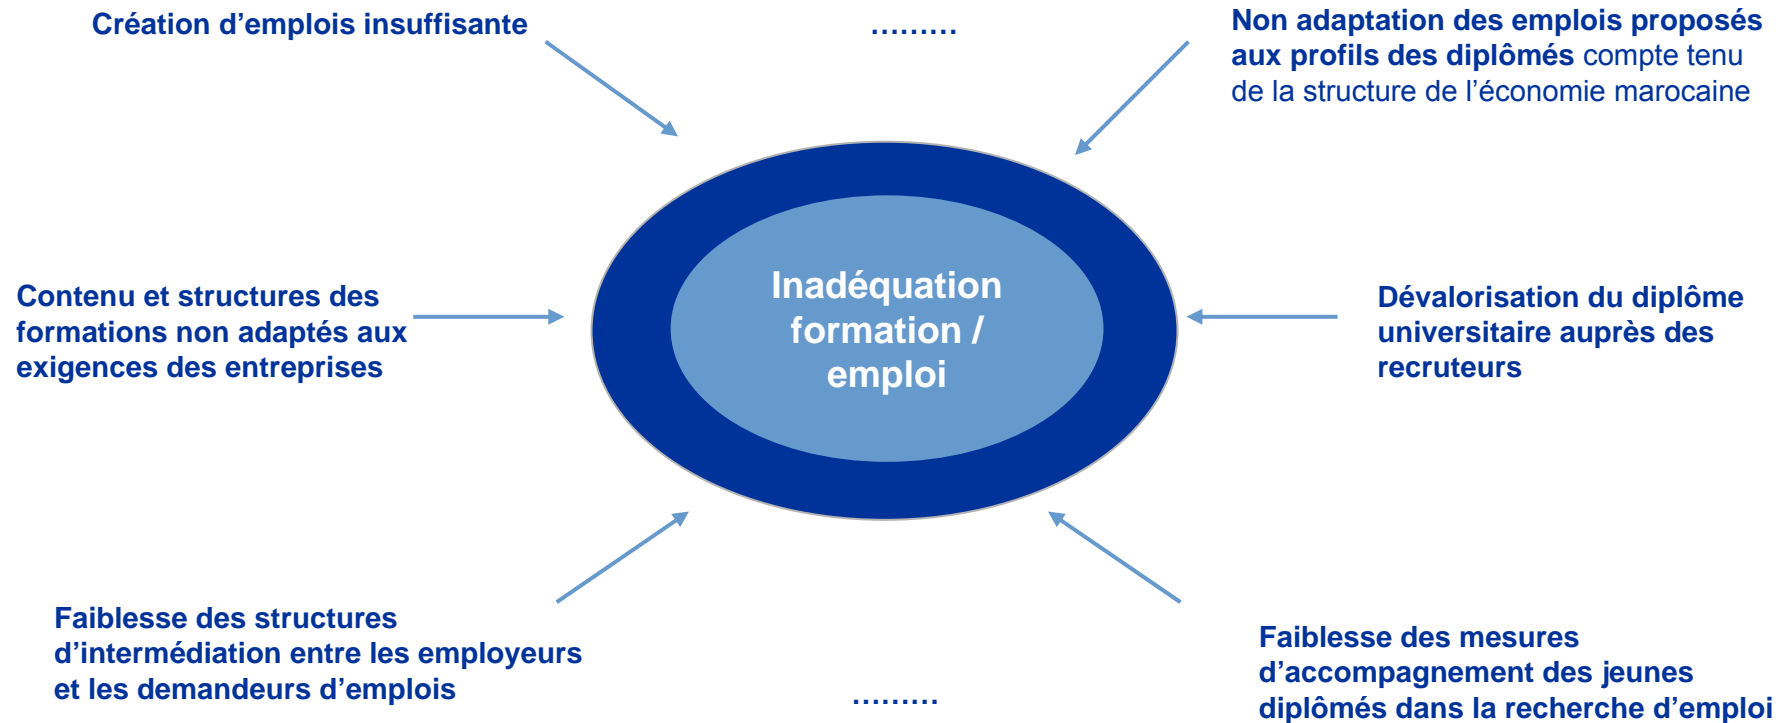 Création d’emplois insuffisante
………
Non adaptation des emplois proposés
aux profils des diplômés compte tenu
de la structure de l’économie marocaine
Contenu et structures des
formations non adaptés aux
exigences des entreprises
Inadéquation
formation /
emploi
Dévalorisation du diplôme
universitaire auprès des
recruteurs
Faiblesse des structures
d’intermédiation entre les employeurs
et les demandeurs d’emplois
………
Faiblesse des mesures
d’accompagnement des jeunes
diplômés dans la recherche d’emploi